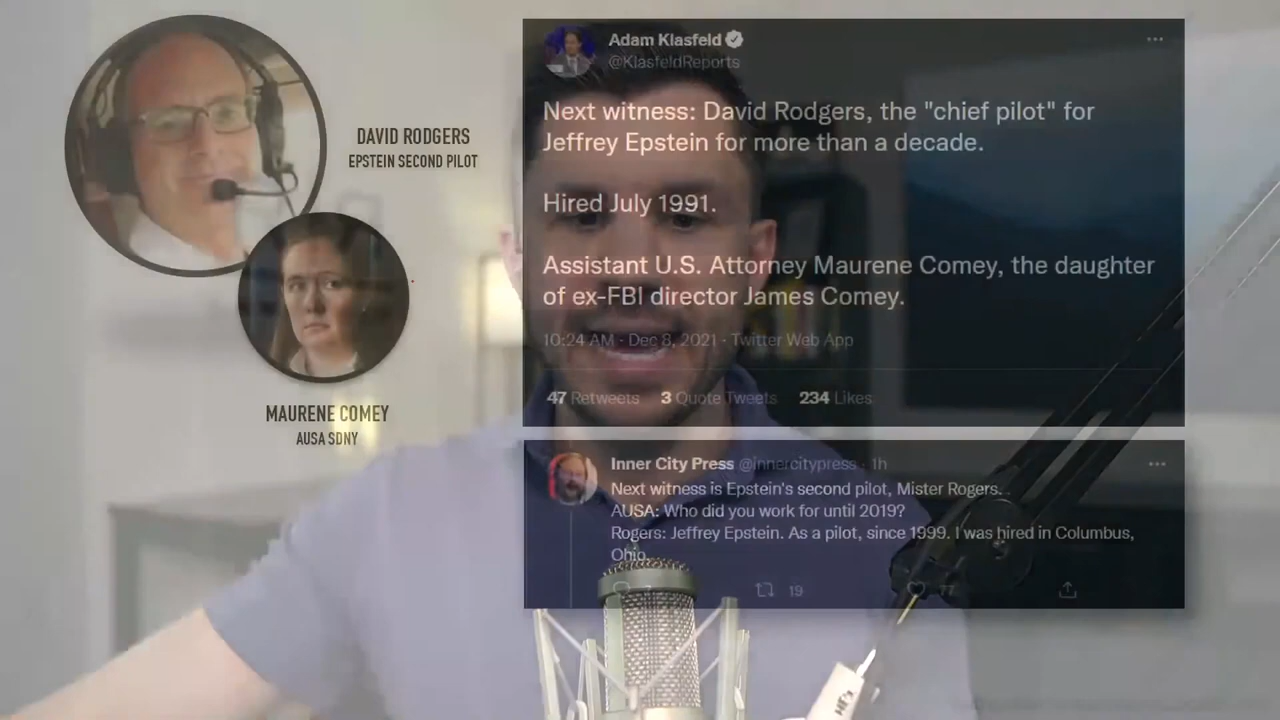 DAVID RODGERS
EPSTEIN SECOND PILOT
MAURENE COMEY
AUSA SDNY
Adam Klasfeld
@KlasfeldReports
Next witness: David Rodgers, the "chief pilot" for
Jeffrey Epstein for more than a decade.
Hired July 1991.
Assistant U.S. Attorney Maurene Comey, the daughter
of ex-FBI director James Comey.
10:24 AM · Dec 8, 2021 · Twitter Web App
47 Retweets 3 Quote Tweets 234 Likes
Inner City Press @innercitypress · 1h
Next witness is Epstein's second pilot, Mister Rogers.
AUSA: Who did you work for until 2019?
Rogers: Jeffrey Epstein. As a pilot, since 1999. I was hired in Columbus,
Ohio.
19 77